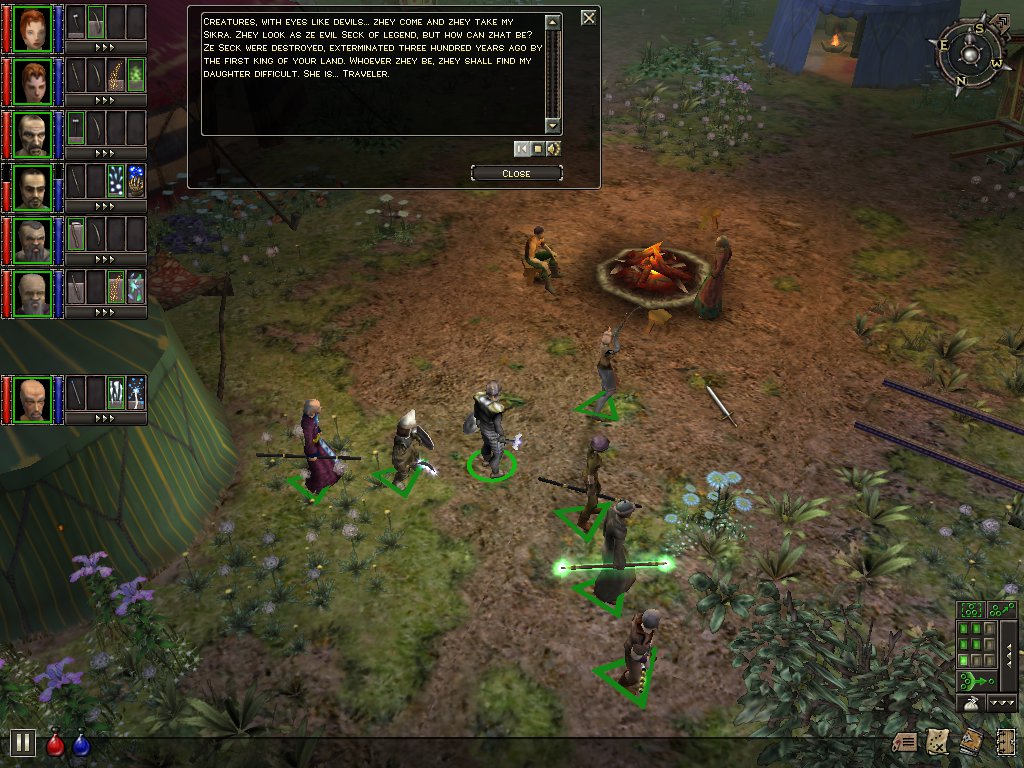 Creatures, with eyes like devils... zhey come and zhey take my
Sikra. Zhey look as ze evil Seck of legend, but how can zhat be?
Ze Seck were destroyed, exterminated three hundred years ago by
the first king of your land. Whoever zhey be, zhey shall find my
daughter difficult. She is... Traveler.
Close
S
E
W
N